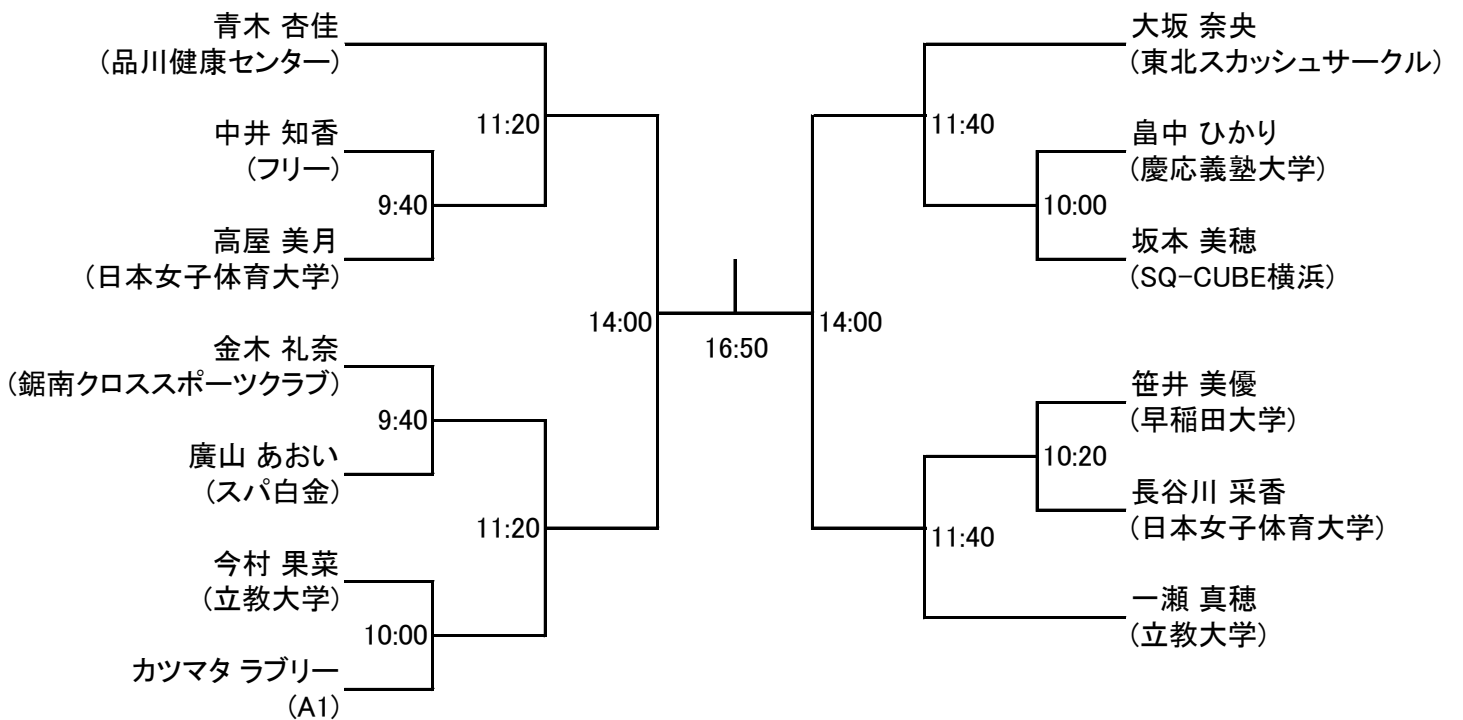 青木 杏佳
(品川健康センター)
11:20
中井 知香
(フリー)
9:40
高屋 美月
(日本女子体育大学)
14:00
金木 礼奈
(鋸南クロススポーツクラブ)
9:40
廣山 あおい
(スパ白金)
11:20
今村 果菜
(立教大学)
10:00
カツマタ ラブリー
(A1)
16:50
大坂 奈央
(東北スカッシュサークル)
11:40
畠中 ひかり
(慶応義塾大学)
10:00
坂本 美穂
(SQ-CUBE横浜)
14:00
笹井 美優
(早稲田大学)
10:20
長谷川 采香
(日本女子体育大学)
11:40
一瀬 真穂
(立教大学)